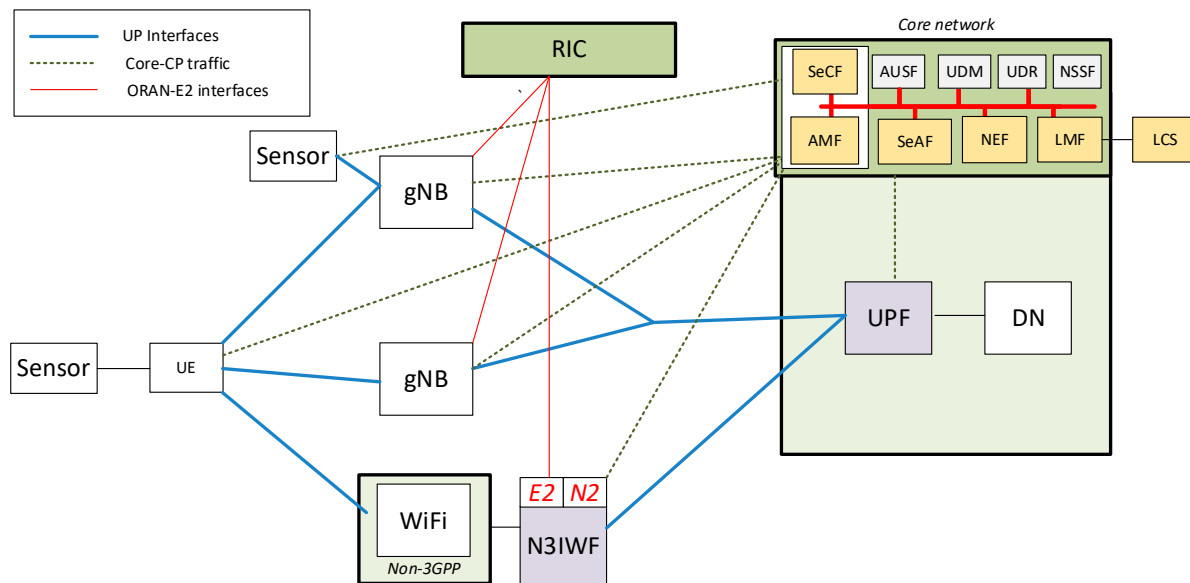 UP Interfaces
Core-CP traffic
ORAN-E2 interfaces
RIC
Core network
SeCF
AUSF
UDM
UDR
NSSF
AMF
SeAF
NEF
LMF
LCS
Sensor
gNB
UPF
DN
Sensor
UE
gNB
E2
N2
WiFi
N3IWF
Non-3GPP